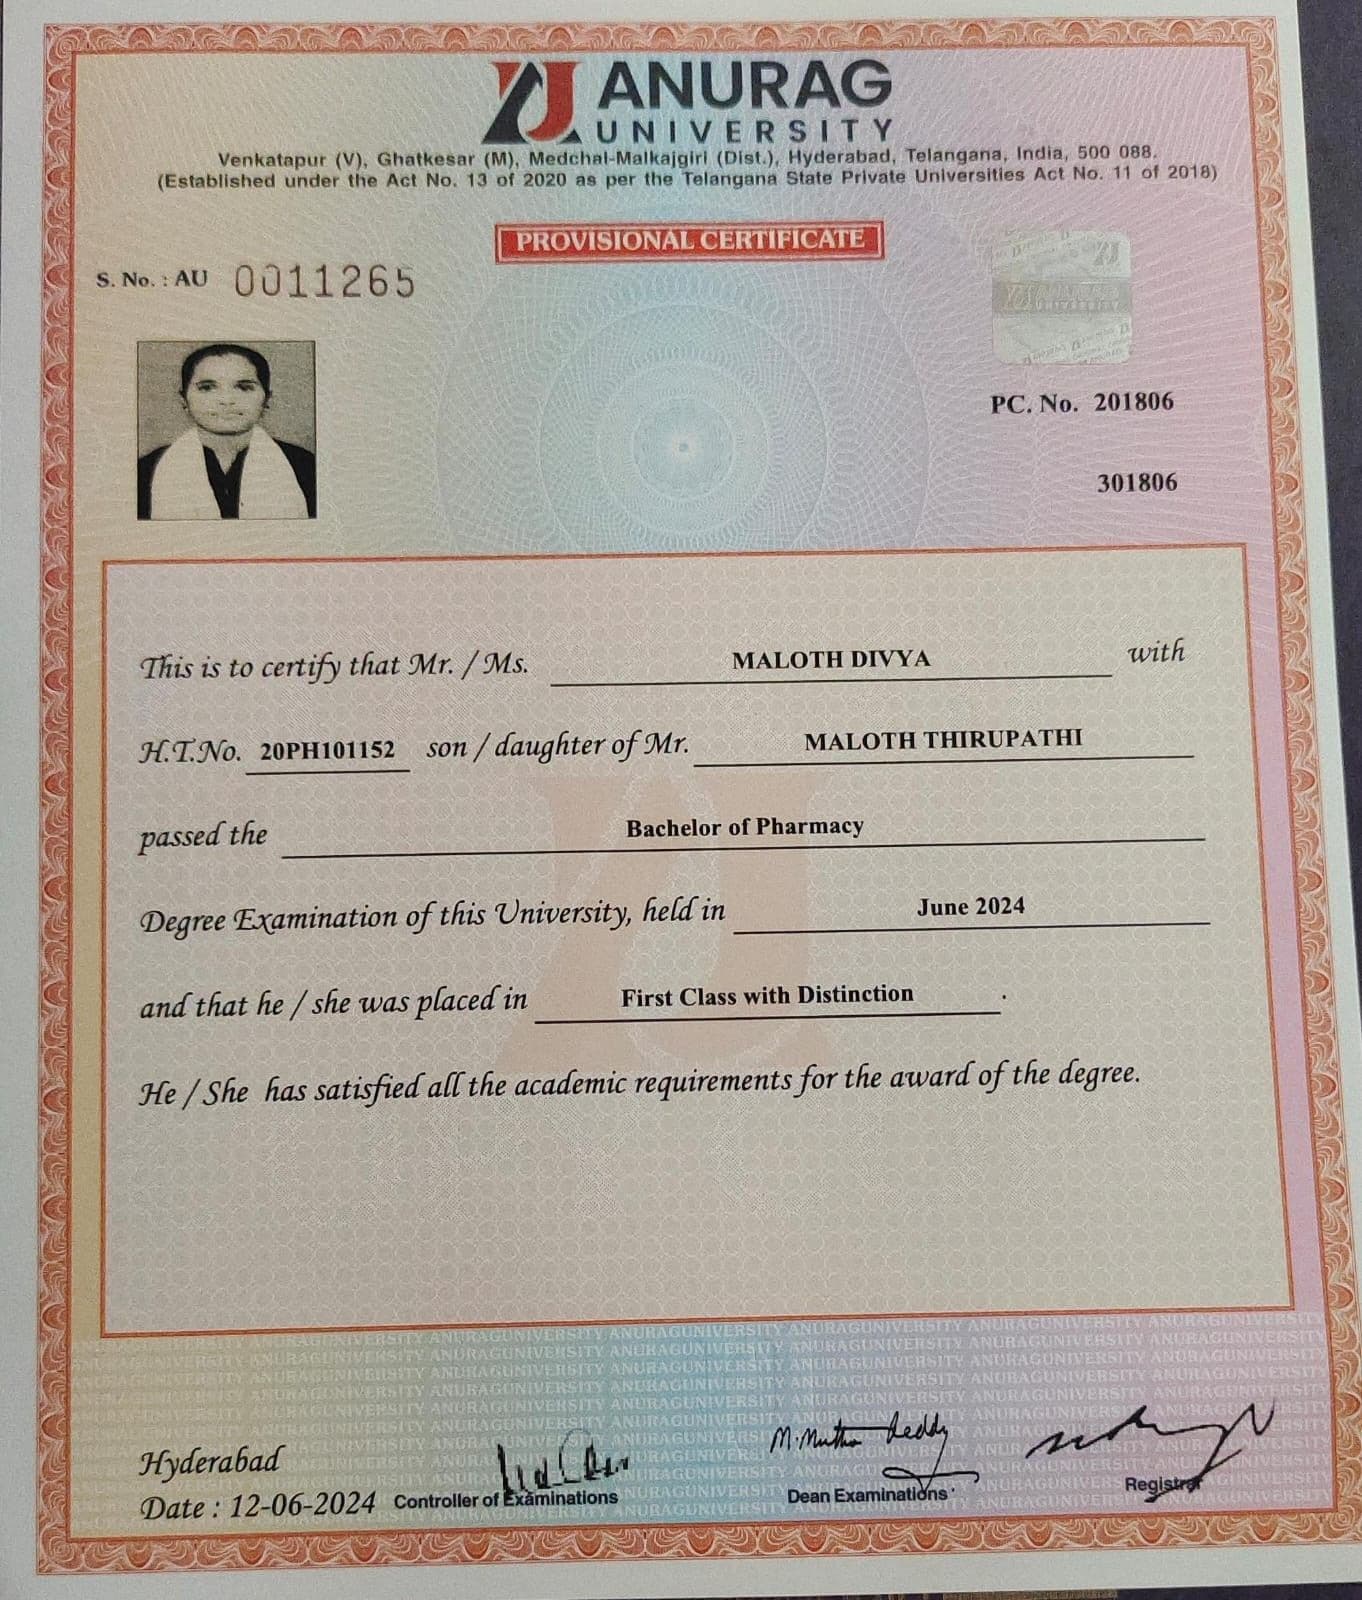 ANURAG
UNIVERSITY
Venkatapur (V), Ghatkesar (M), Medchal-Malkajgiri (Dist.), Hyderabad, Telangana, India, 500 088.
(Established under the Act No. 13 of 2020 as per the Telangana State Private Universities Act No. 11 of 2018)
PROVISIONAL CERTIFICATE
S. No. : AU 0011265
PC. No. 201806
301806
This is to certify that Mr. / Ms. MALOTH DIVYA with
H.T.No. 20PH101152 son / daughter of Mr. MALOTH THIRUPATHI
passed the Bachelor of Pharmacy
Degree Examination of this University, held in June 2024
and that he / she was placed in First Class with Distinction .
He / She has satisfied all the academic requirements for the award of the degree.
M. Mutha Reddy
Hyderabad
Date : 12-06-2024 Controller of Examinations Dean Examinations Registrar